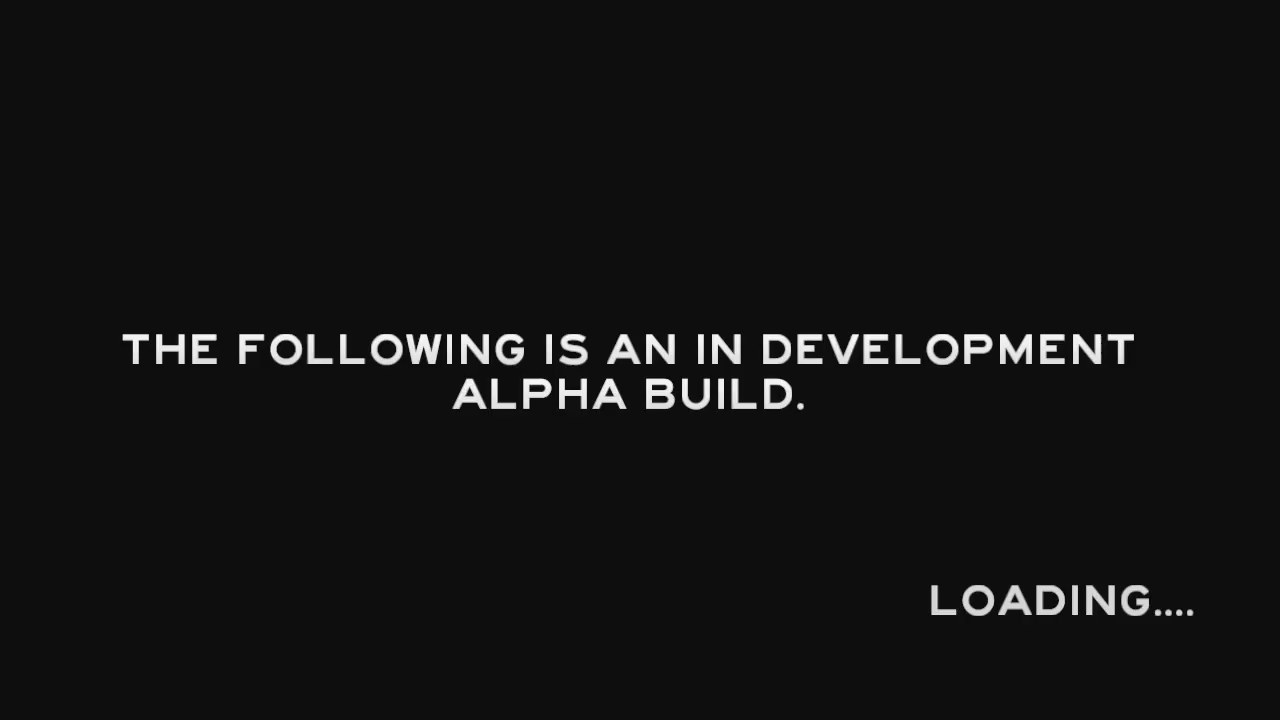 THE FOLLOWING IS AN IN DEVELOPMENT
ALPHA BUILD.
LOADING....